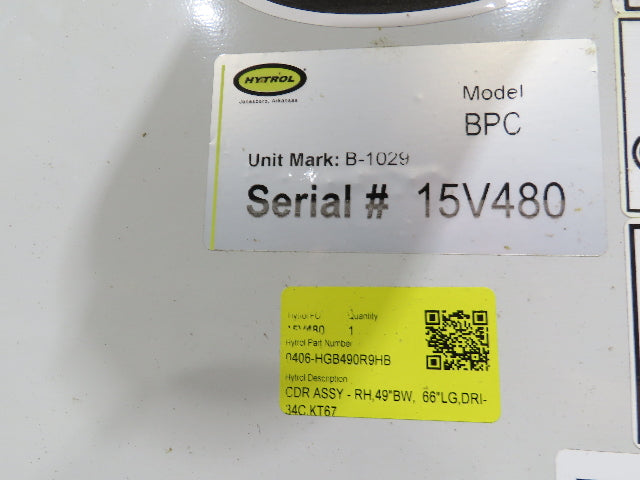 HYTROL
Jonesboro, Arkansas
Model
BPC
Unit Mark: B-1029
Serial # 15V480
Quantity
15V480 1
Hytrol Part Number
0406-HGB490R9HB
Hytrol Description
CDR ASSY - RH,49"BW, 66"LG,DRI-
34C,KT67